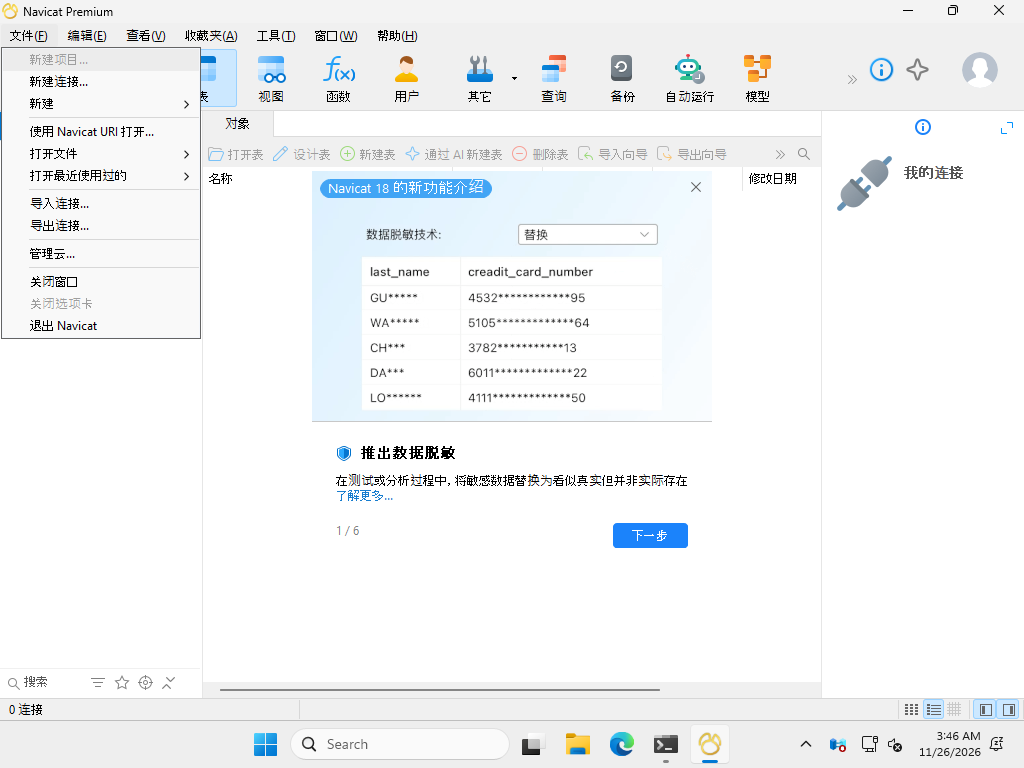 Navicat Premium
文件(F) 编辑(E) 查看(V) 收藏夹(A) 工具(T) 窗口(W) 帮助(H)
新建项目...
新建连接...
新建
使用 Navicat URI 打开...
打开文件
打开最近使用过的
导入连接...
导出连接...
管理云...
关闭窗口
关闭选项卡
退出 Navicat
表 视图 函数 用户 其它 查询 备份 自动运行 模型
对象
打开表 设计表 新建表 通过 AI 新建表 删除表 导入向导 导出向导
名称 修改日期
我的连接
Navicat 18 的新功能介绍
数据脱敏技术: 替换
last_name creadit_card_number
GU***** 4532************95
WA***** 5105*************64
CH*** 3782***********13
DA*** 6011*************22
LO****** 4111*************50
推出数据脱敏
在测试或分析过程中, 将敏感数据替换为看似真实但并非实际存在
了解更多...
1 / 6
下一步
搜索
0 连接
Search
3:46 AM
11/26/2026